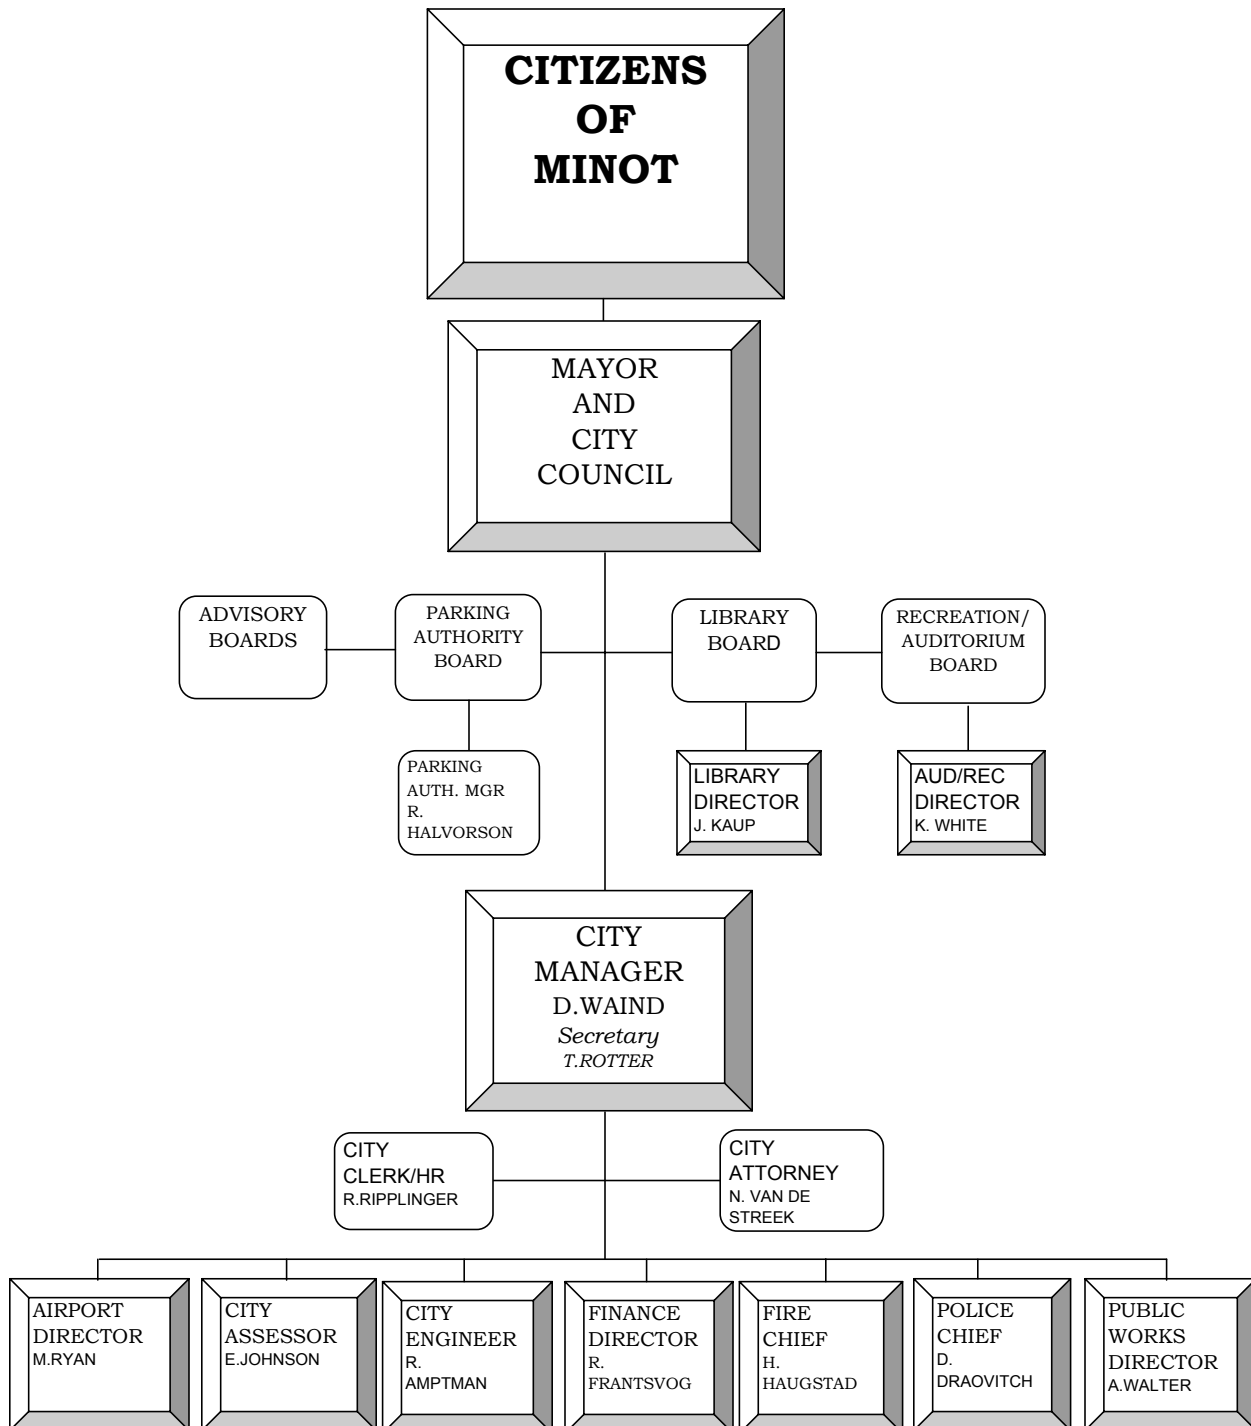 CITIZENS
OF
MINOT
MAYOR
AND
CITY
COUNCIL
ADVISORY
BOARDS
PARKING
AUTHORITY
BOARD
LIBRARY
BOARD
RECREATION/
AUDITORIUM
BOARD
PARKING
AUTH. MGR
R.
HALVORSON
LIBRARY
DIRECTOR
J. KAUP
AUD/REC
DIRECTOR
K. WHITE
CITY
MANAGER
D.WAIND
Secretary
T.ROTTER
CITY
CLERK/HR
R.RIPPLINGER
CITY
ATTORNEY
N. VAN DE
STREEK
AIRPORT
DIRECTOR
M.RYAN
CITY
ASSESSOR
E.JOHNSON
CITY
ENGINEER
R.
AMPTMAN
FINANCE
DIRECTOR
R.
FRANTSVOG
FIRE
CHIEF
H.
HAUGSTAD
POLICE
CHIEF
D.
DRAOVITCH
PUBLIC
WORKS
DIRECTOR
A.WALTER